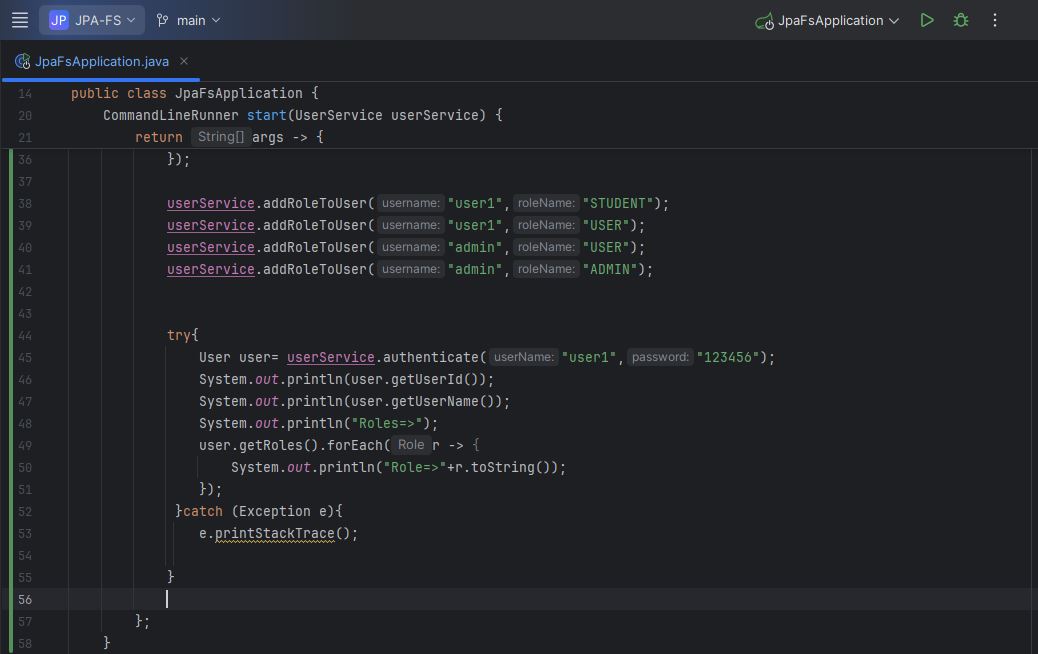 JP JPA-FS main JpaFsApplication
JpaFsApplication.java
14 public class JpaFsApplication {
20 CommandLineRunner start(UserService userService) {
21 return String[] args -> {
36 });
37
38 userService.addRoleToUser( username: "user1", roleName: "STUDENT");
39 userService.addRoleToUser( username: "user1", roleName: "USER");
40 userService.addRoleToUser( username: "admin", roleName: "USER");
41 userService.addRoleToUser( username: "admin", roleName: "ADMIN");
42
43
44 try{
45 User user= userService.authenticate( userName: "user1", password: "123456");
46 System.out.println(user.getUserId());
47 System.out.println(user.getUserName());
48 System.out.println("Roles=>");
49 user.getRoles().forEach( Role r -> {
50 System.out.println("Role=>"+r.toString());
51 });
52 }catch (Exception e){
53 e.printStackTrace();
54
55 }
56
57 };
58 }